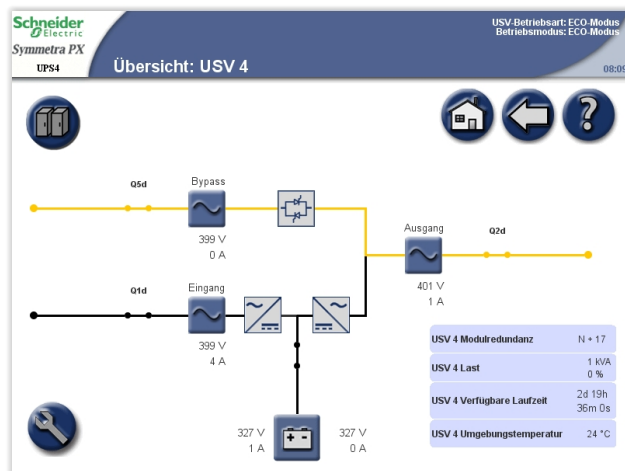 Schneider
Electric
Symmetra PX
UPS4
Übersicht: USV 4
USV-Betriebsart: ECO-Modus
Betriebsmodus: ECO-Modus
08:09
Q5d
Bypass
399 V
0 A
Ausgang
Q2d
401 V
1 A
Q1d
Eingang
399 V
4 A
327 V
1 A
327 V
0 A
USV 4 Modulredundanz N + 17
USV 4 Last 1 kVA
0 %
USV 4 Verfügbare Laufzeit 2d 19h
36m 0s
USV 4 Umgebungstemperatur 24 °C